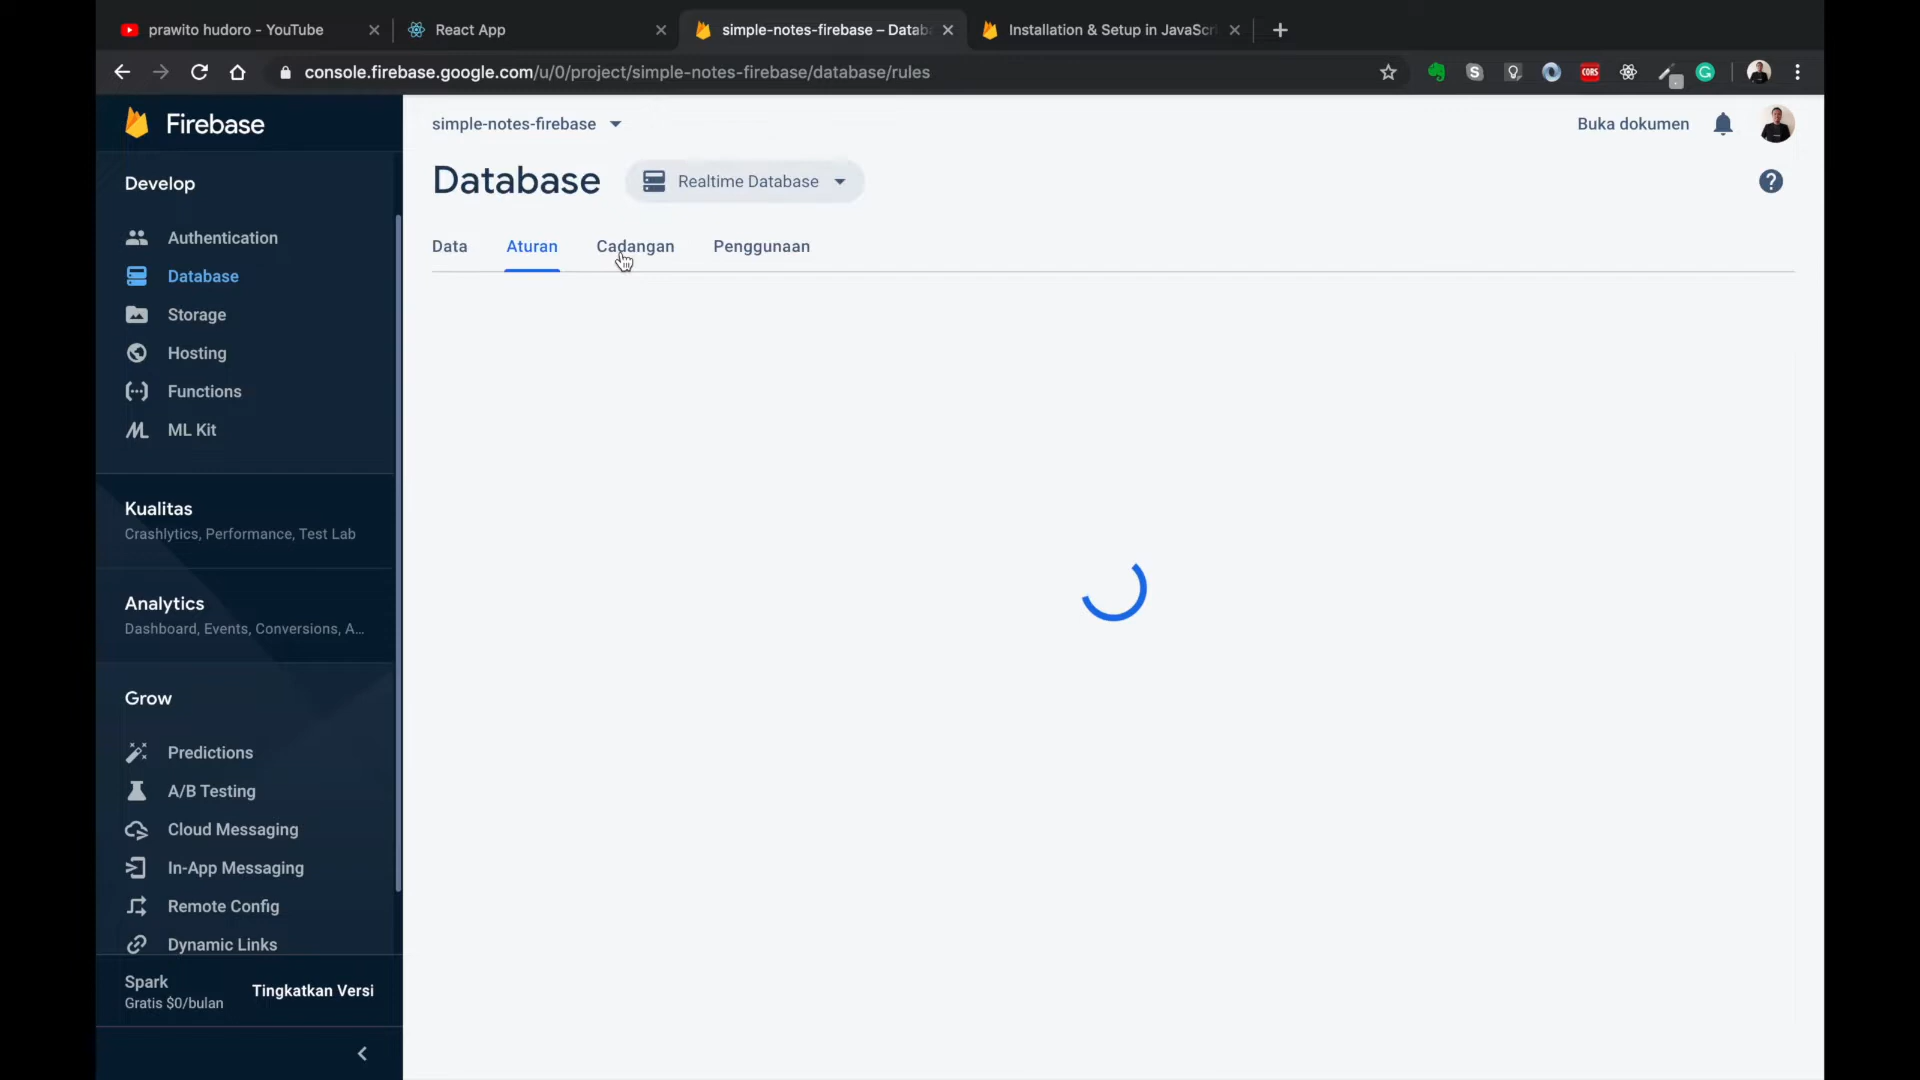 prawito hudoro - YouTube
React App
simple-notes-firebase – Datab
Installation & Setup in JavaScri
console.firebase.google.com/u/0/project/simple-notes-firebase/database/rules
CORS
Firebase
simple-notes-firebase
Buka dokumen
Develop
Database
Realtime Database
Data
Aturan
Cadangan
Penggunaan
Authentication
Database
Storage
Hosting
Functions
ML Kit
Kualitas
Crashlytics, Performance, Test Lab
Analytics
Dashboard, Events, Conversions, A...
Grow
Predictions
A/B Testing
Cloud Messaging
In-App Messaging
Remote Config
Dynamic Links
Spark
Gratis $0/bulan
Tingkatkan Versi